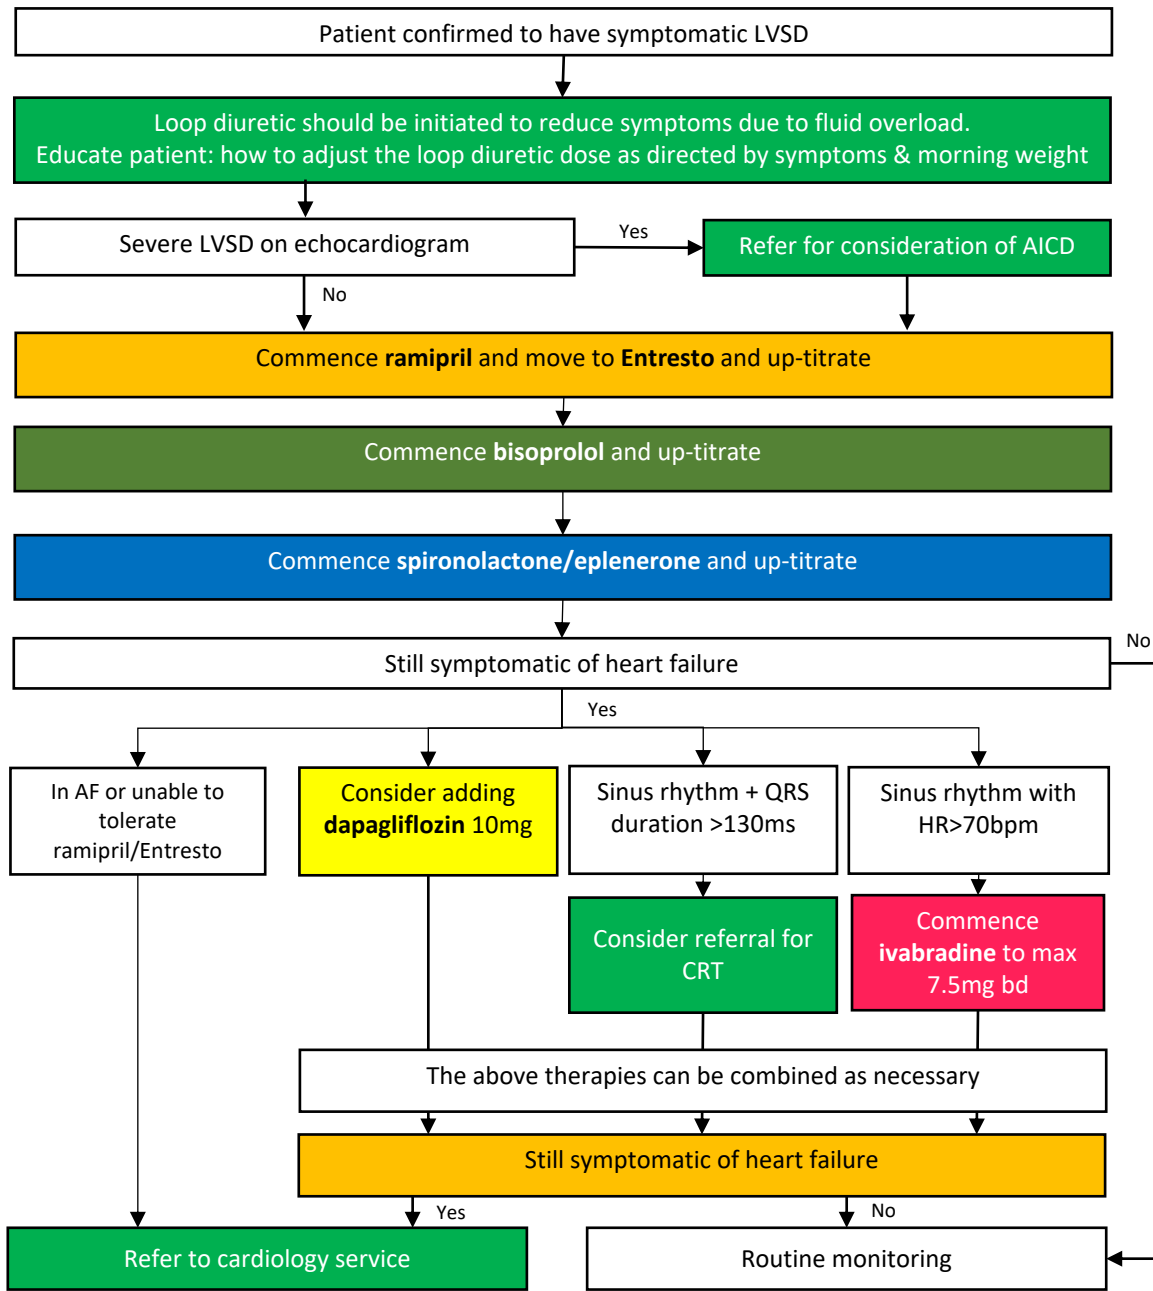 Patient confirmed to have symptomatic LVSD
Loop diuretic should be initiated to reduce symptoms due to fluid overload.
Educate patient: how to adjust the loop diuretic dose as directed by symptoms & morning weight
Severe LVSD on echocardiogram
Yes
Refer for consideration of AICD
No
Commence ramipril and move to Entresto and up-titrate
Commence bisoprolol and up-titrate
Commence spironolactone/eplenerone and up-titrate
Still symptomatic of heart failure
No
Yes
In AF or unable to
tolerate
ramipril/Entresto
Consider adding
dapagliflozin 10mg
Sinus rhythm + QRS
duration >130ms
Sinus rhythm with
HR>70bpm
Consider referral for
CRT
Commence
ivabradine to max
7.5mg bd
The above therapies can be combined as necessary
Still symptomatic of heart failure
Yes
No
Refer to cardiology service
Routine monitoring